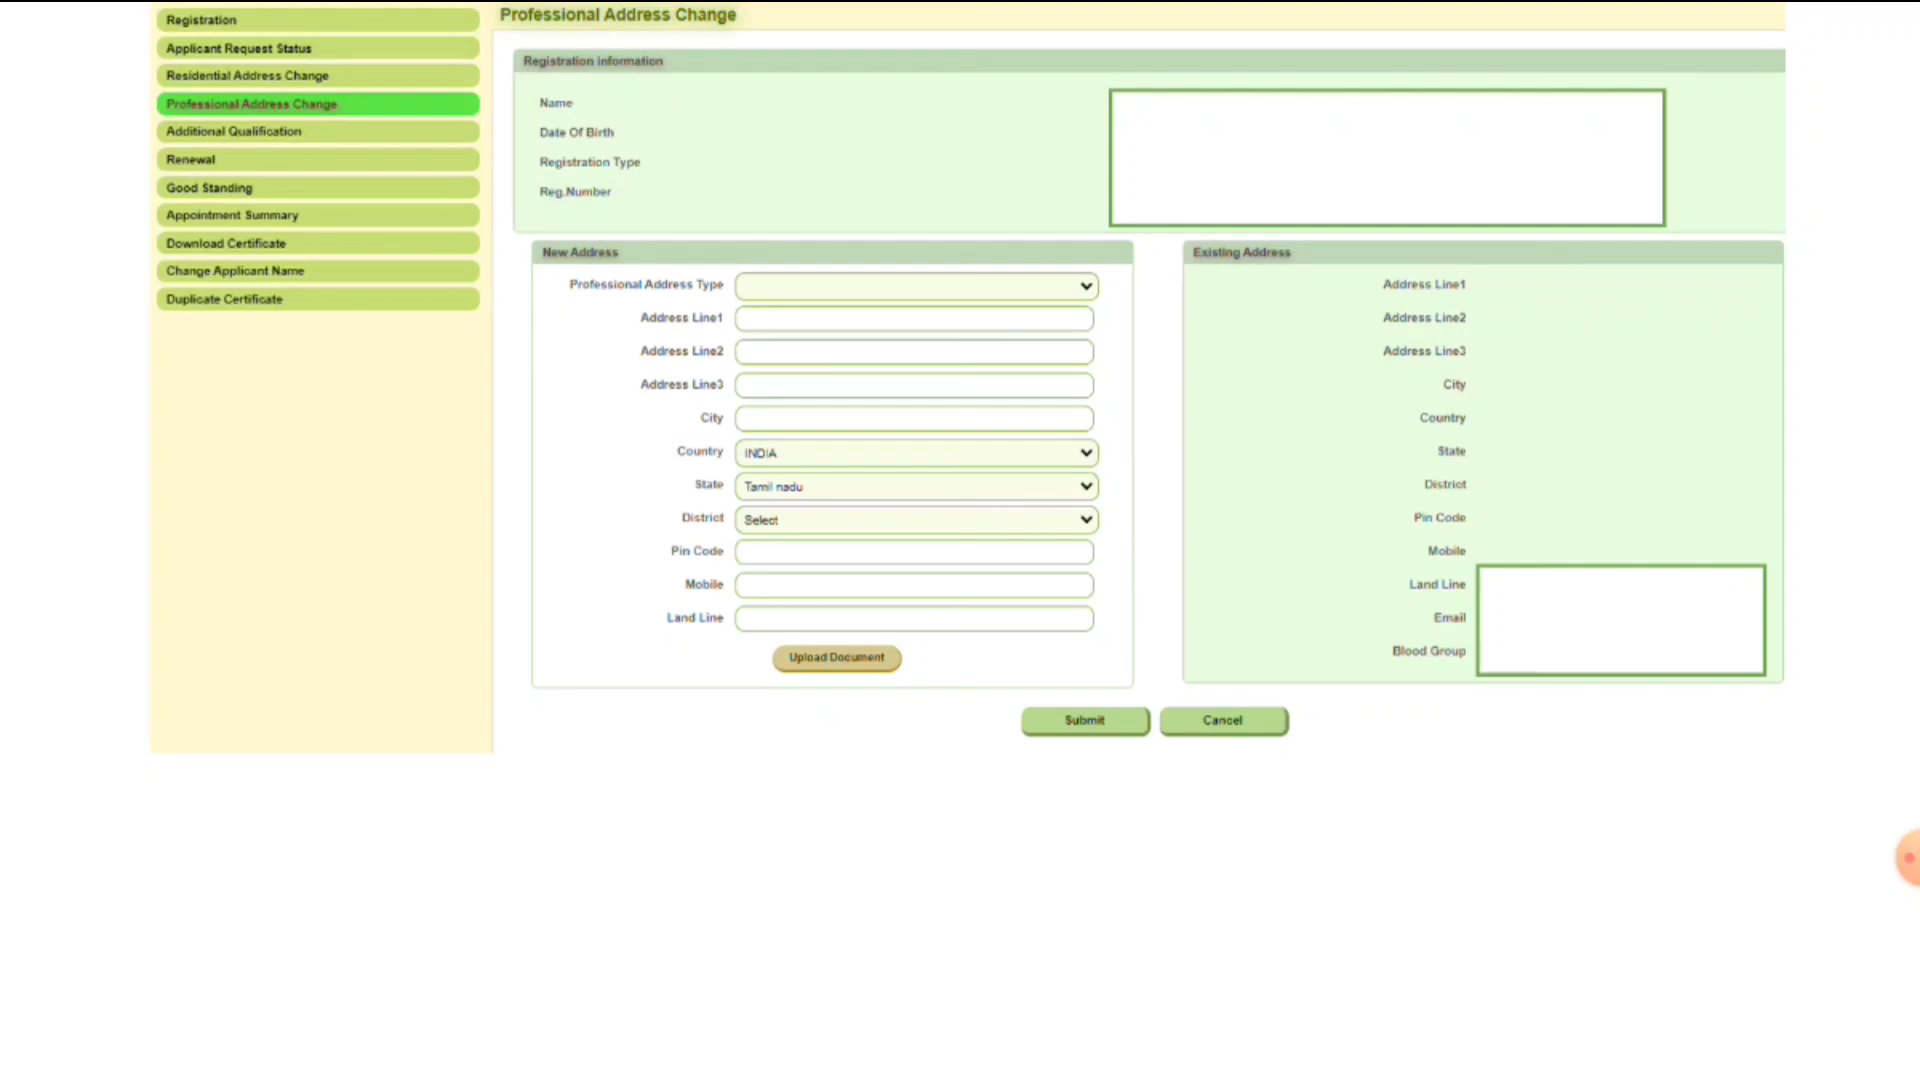 Registration
Applicant Request Status
Residential Address Change
Professional Address Change
Additional Qualification
Renewal
Good Standing
Appointment Summary
Download Certificate
Change Applicant Name
Duplicate Certificate
Professional Address Change
Registration Information
Name
Date Of Birth
Registration Type
Reg.Number
New Address
Professional Address Type
Address Line1
Address Line2
Address Line3
City
Country INDIA
State Tamil nadu
District Select
Pin Code
Mobile
Land Line
Upload Document
Existing Address
Address Line1
Address Line2
Address Line3
City
Country
State
District
Pin Code
Mobile
Land Line
Email
Blood Group
Submit Cancel